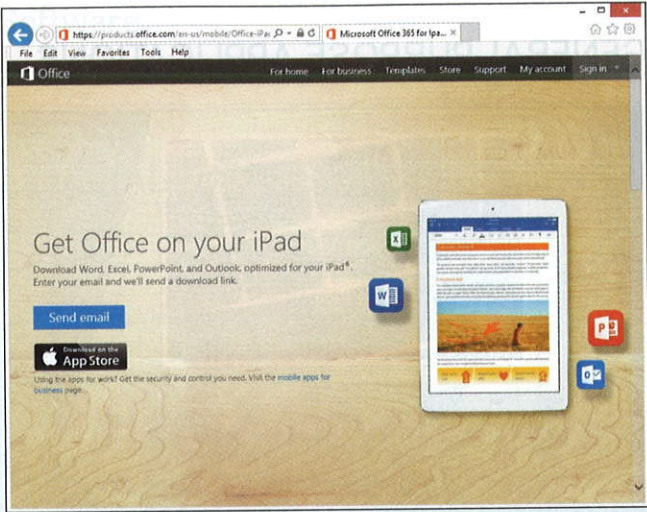 https://products.office.com/en-us/mobile/Office-iPa
Microsoft Office 365 for Ipa...
File Edit View Favorites Tools Help
Office
For home For business Templates Store Support My account Sign in
Get Office on your iPad
Download Word, Excel, PowerPoint, and Outlook, optimized for your iPad®.
Enter your email and we'll send a download link.
Send email
Download on the
App Store
Using the apps for work? Get the security and control you need. Visit the mobile apps for
business page.